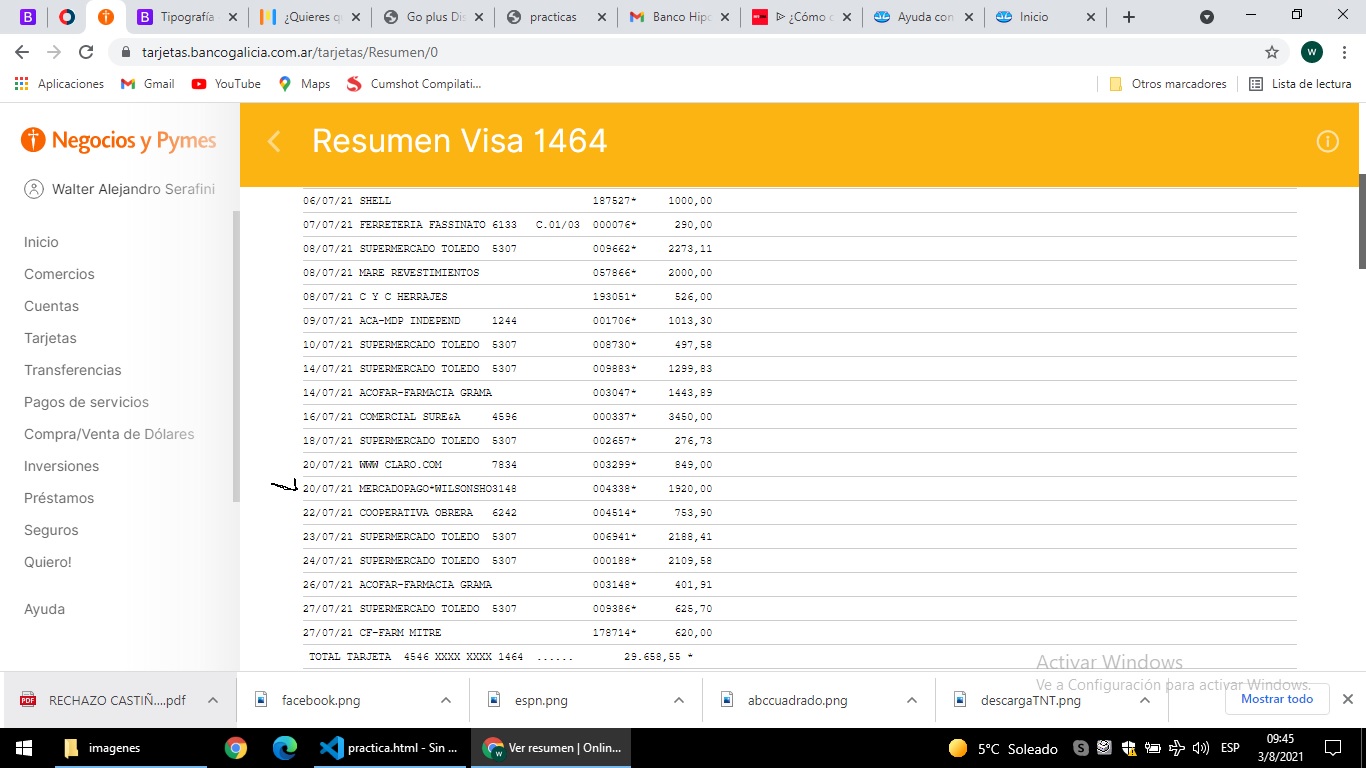 Tipografía
¿Quieres q
Go plus Dis
practicas
Banco Hipo
¿Cómo c
Ayuda con
Inicio
tarjetas.bancogalicia.com.ar/tarjetas/Resumen/0
W
Aplicaciones
Gmail
YouTube
Maps
Cumshot Compilati...
Otros marcadores
Lista de lectura
Negocios y Pymes
Resumen Visa 1464
Walter Alejandro Serafini
Inicio
Comercios
Cuentas
Tarjetas
Transferencias
Pagos de servicios
Compra/Venta de Dólares
Inversiones
Préstamos
Seguros
Quiero!
Ayuda
06/07/21 SHELL 187527* 1000,00
07/07/21 FERRETERIA FASSINATO 6133 C.01/03 000076* 290,00
08/07/21 SUPERMERCADO TOLEDO 5307 009662* 2273,11
08/07/21 MARE REVESTIMIENTOS 057866* 2000,00
08/07/21 C Y C HERRAJES 193051* 526,00
09/07/21 ACA-MDP INDEPEND 1244 001706* 1013,30
10/07/21 SUPERMERCADO TOLEDO 5307 008730* 497,58
14/07/21 SUPERMERCADO TOLEDO 5307 009883* 1299,83
14/07/21 ACOFAR-FARMACIA GRAMA 003047* 1443,89
16/07/21 COMERCIAL SURE&A 4596 000337* 3450,00
18/07/21 SUPERMERCADO TOLEDO 5307 002657* 276,73
20/07/21 WWW CLARO.COM 7834 003299* 849,00
20/07/21 MERCADOPAGO*WILSONSHO3148 004338* 1920,00
22/07/21 COOPERATIVA OBRERA 6242 004514* 753,90
23/07/21 SUPERMERCADO TOLEDO 5307 006941* 2188,41
24/07/21 SUPERMERCADO TOLEDO 5307 000188* 2109,58
26/07/21 ACOFAR-FARMACIA GRAMA 003148* 401,91
27/07/21 SUPERMERCADO TOLEDO 5307 009386* 625,70
27/07/21 CF-FARM MITRE 178714* 620,00
TOTAL TARJETA 4546 XXXX XXXX 1464 ...... 29.658,55 *
Activar Windows
Ve a Configuración para activar Windows.
RECHAZO CASTIÑ....pdf
facebook.png
espn.png
abccuadrado.png
descargaTNT.png
Mostrar todo
imagenes
practica.html - Sin ...
Ver resumen | Onlin...
5°C Soleado
ESP
09:45
3/8/2021